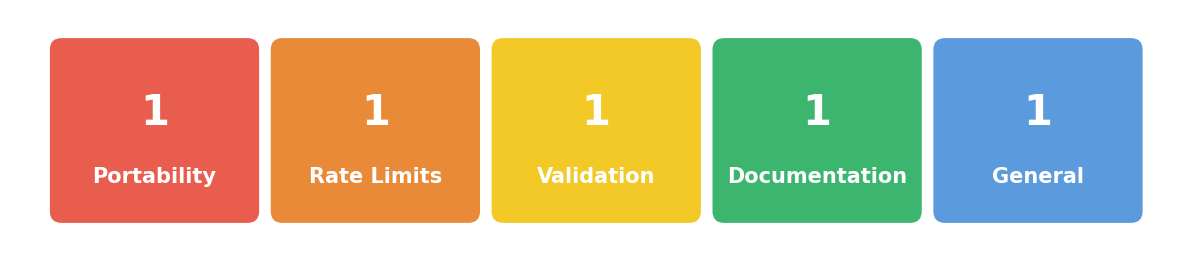 1
Portability
1
Rate Limits
1
Validation
1
Documentation
1
General